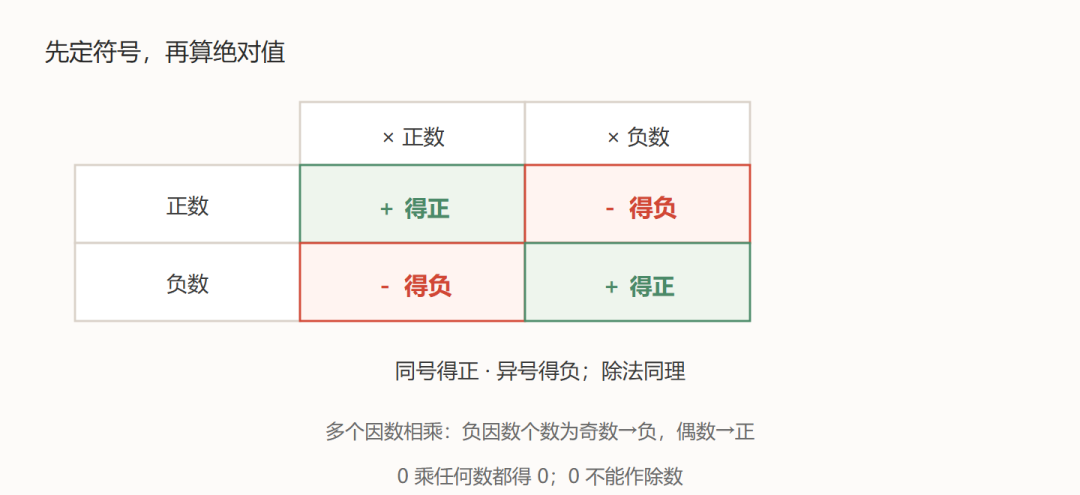 先定符号，再算绝对值
× 正数 × 负数
正数 + 得正 - 得负
负数 - 得负 + 得正
同号得正 · 异号得负；除法同理
多个因数相乘：负因数个数为奇数→负，偶数→正
0 乘任何数都得 0；0 不能作除数